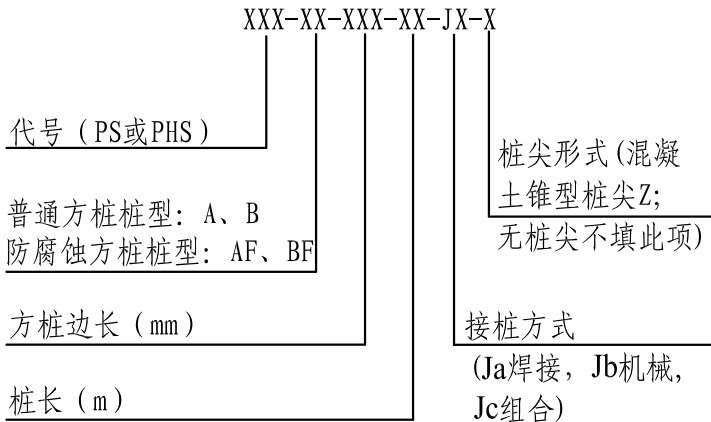 XXX-XX-XXX-XX-JX-X
代号（PS或PHS）
普通方桩桩型：A、B
防腐蚀方桩桩型：AF、BF
方桩边长（mm）
桩长（m）
桩尖形式(混凝
土锥型桩尖Z；
无桩尖不填此项)
接桩方式
(Ja焊接，Jb机械，
Jc组合)